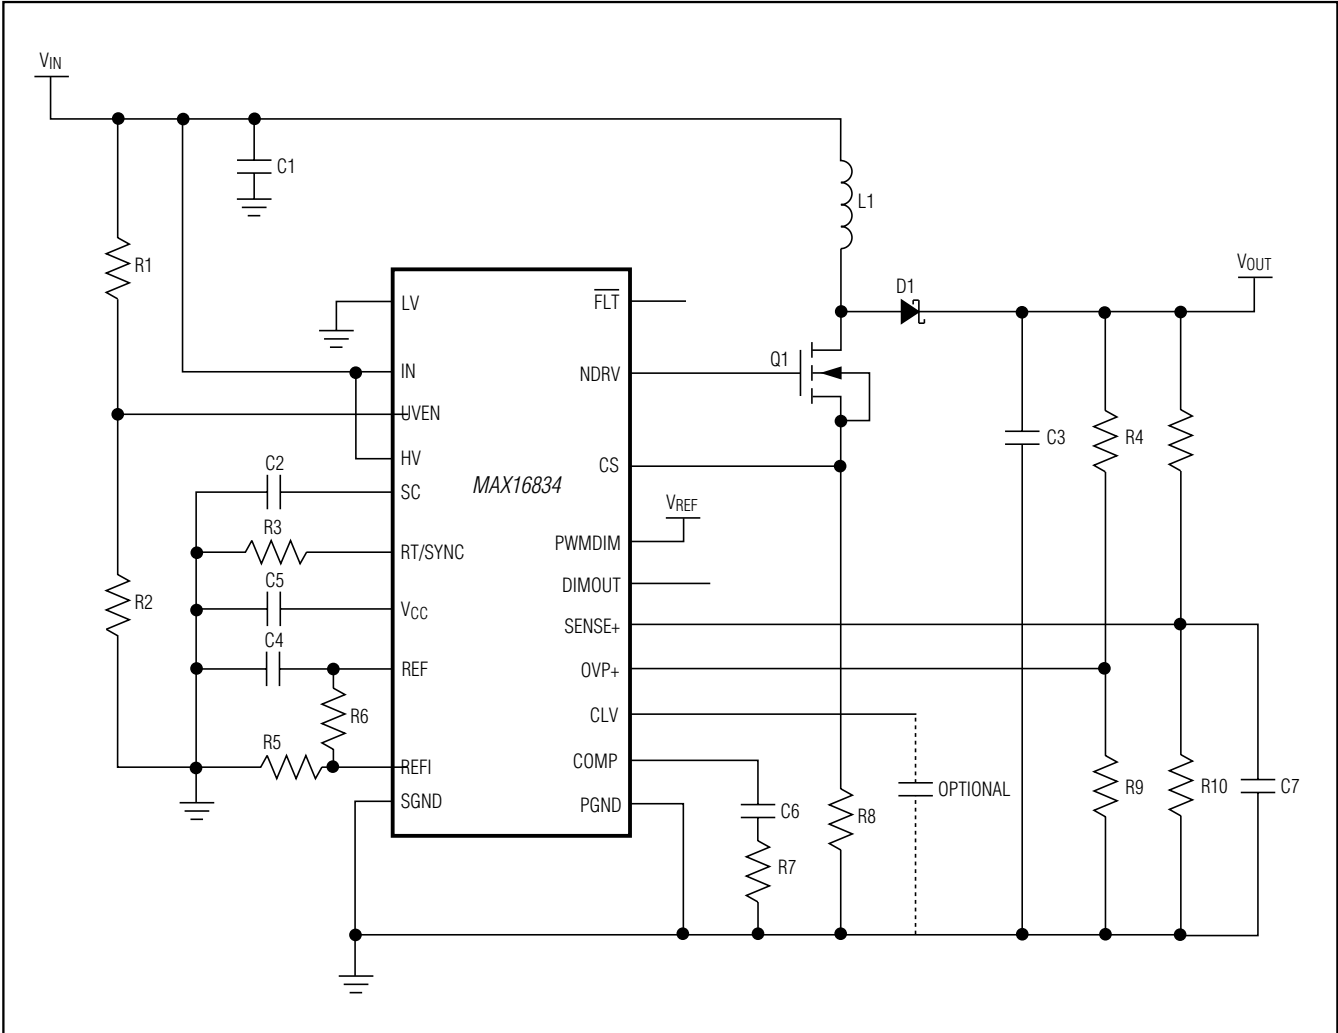 VIN
C1
L1
R1
VOUT
D1
LV
FLT
Q1
IN
NDRV
UVEN
C3
R4
HV
CS
C2
SC
MAX16834
VREF
R3
RT/SYNC
PWMDIM
C5
DIMOUT
R2
VCC
SENSE+
C4
REF
OVP+
R6
CLV
R5
REFI
COMP
OPTIONAL
R9
R10
C7
SGND
PGND
C6
R8
R7